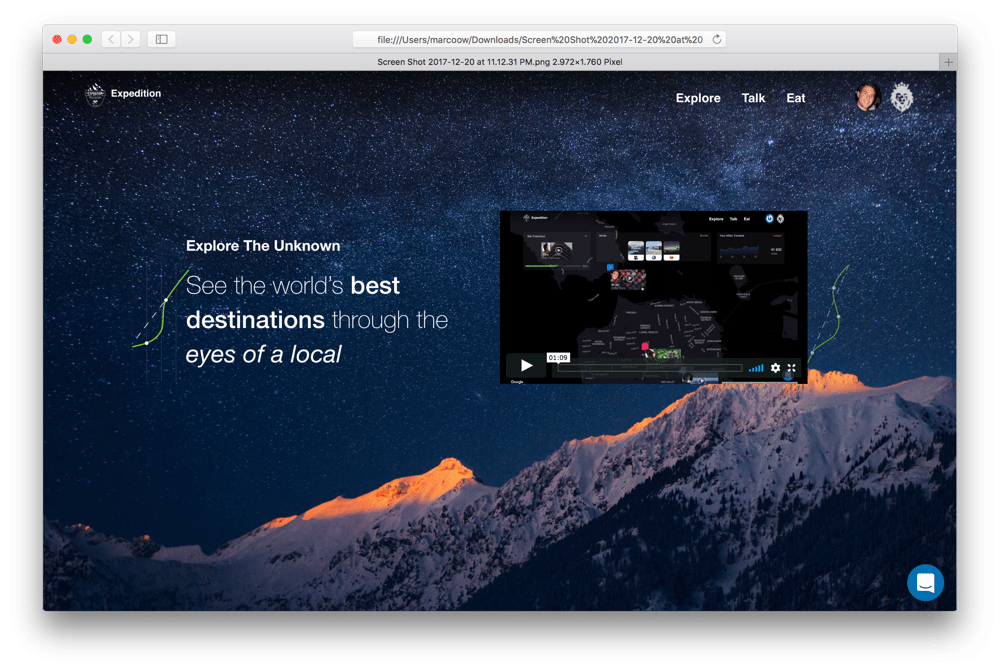 file:///Users/marcoow/Downloads/Screen%20Shot%202017-12-20%20at%20
Screen Shot 2017-12-20 at 11.12.31 PM.png 2.972×1.760 Pixel
Expedition
Explore Talk Eat
Explore The Unknown
See the world's best
destinations through the
eyes of a local
Expedition
Explore Talk Eat
San Francisco
01:09
Google